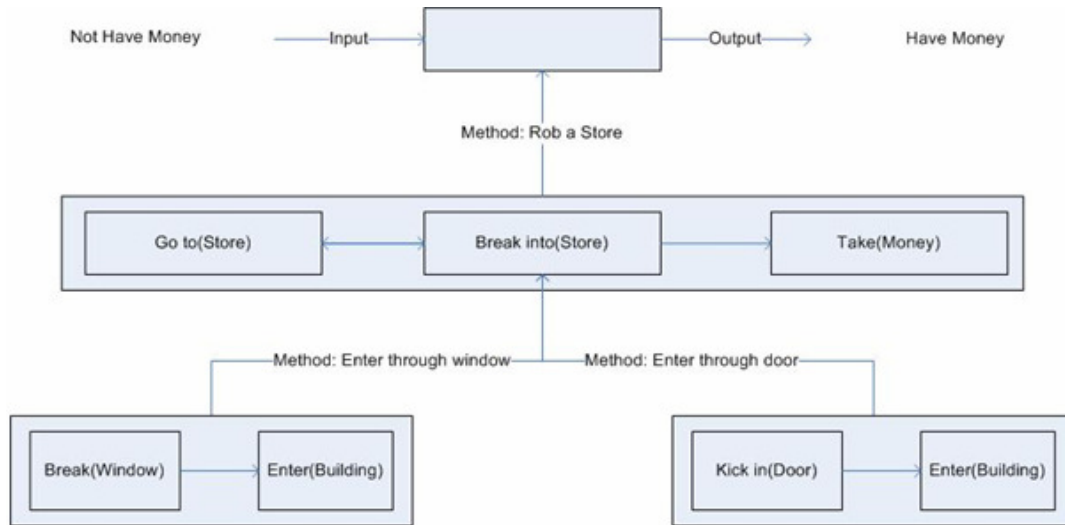 Not Have Money
Input
Output
Have Money
Method: Rob a Store
Go to(Store)
Break into(Store)
Take(Money)
Method: Enter through window
Method: Enter through door
Break(Window)
Enter(Building)
Kick in(Door)
Enter(Building)